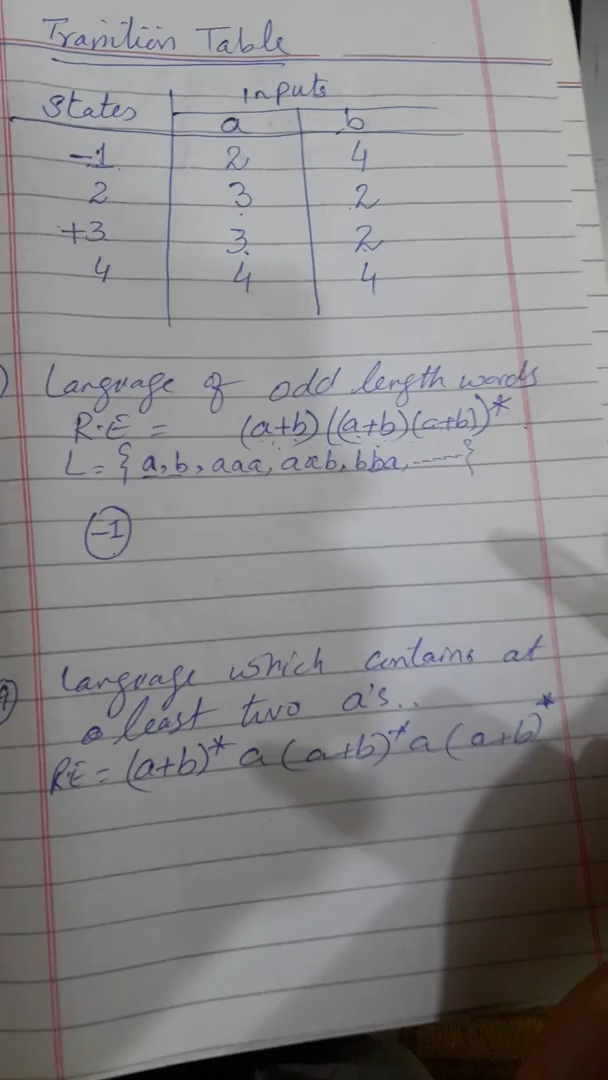 Transition Table
States Inputs
a b
-1 2 4
2 3 2
+3 3 2
4 4 4
) Language of odd length words
R.E = (a+b)((a+b)(a+b))*
L = { a, b, aaa, aab, bba, ------{
-1
Language which contains at
least two a's..
RE = (a+b)* a (a+b)* a (a+b)*